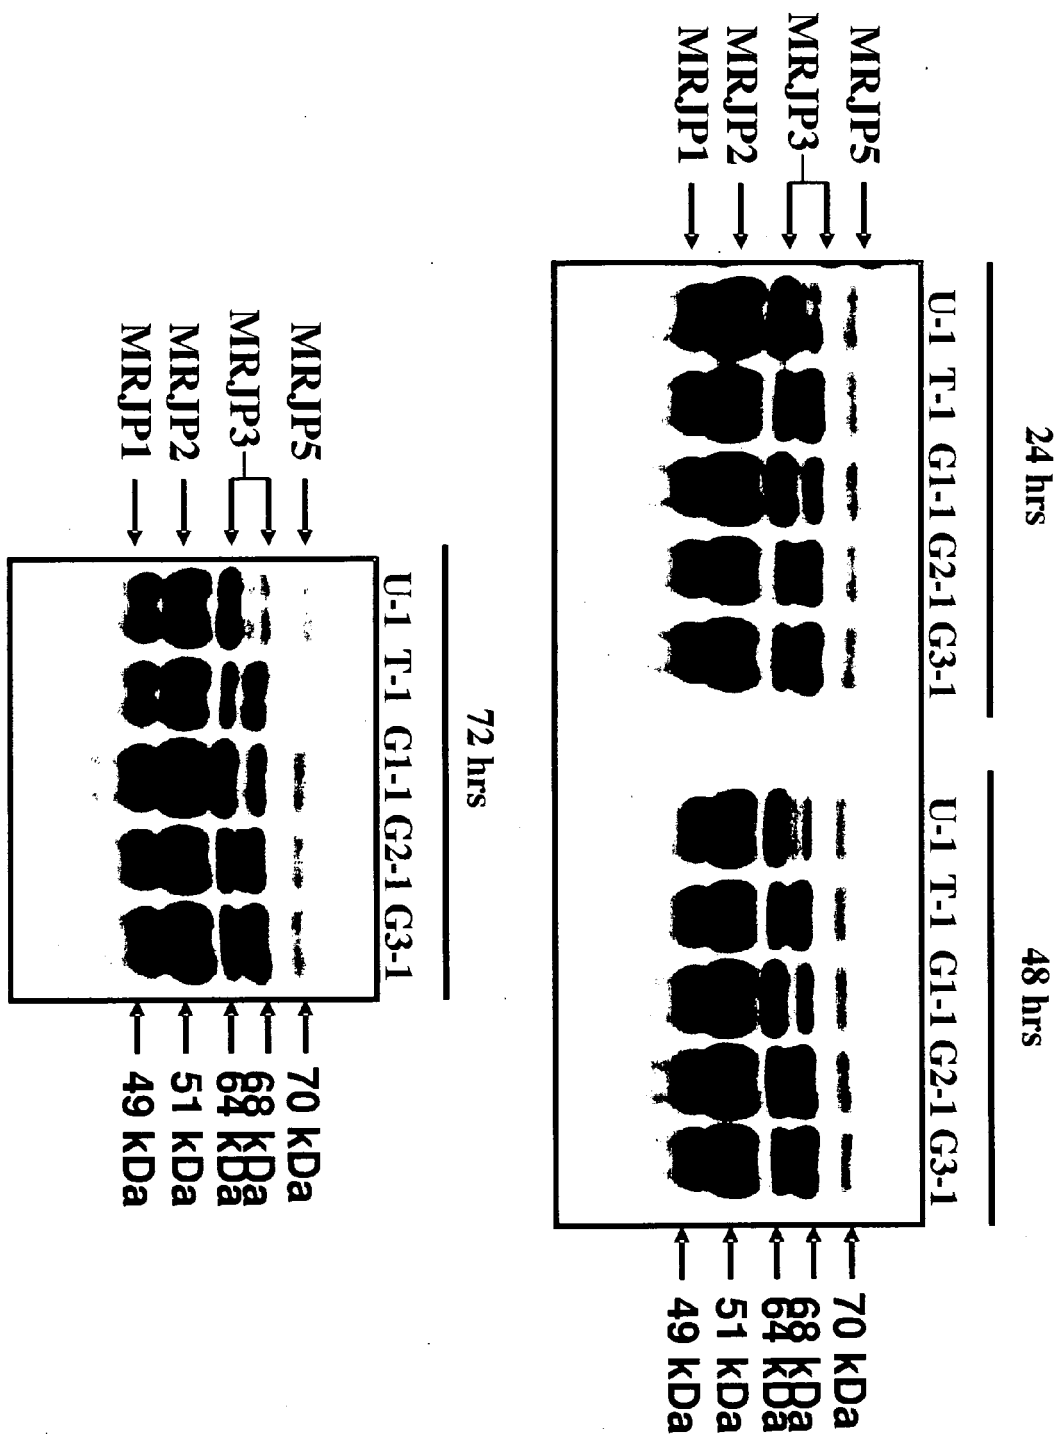 24 hrs
48 hrs
U-1 T-1 G1-1 G2-1 G3-1
U-1 T-1 G1-1 G2-1 G3-1
MRJP5
MRJP3
MRJP2
MRJP1
70 kDa
68 kDa
64 kDa
51 kDa
49 kDa
72 hrs
U-1 T-1 G1-1 G2-1 G3-1
MRJP5
MRJP3
MRJP2
MRJP1
70 kDa
68 kDa
64 kDa
51 kDa
49 kDa